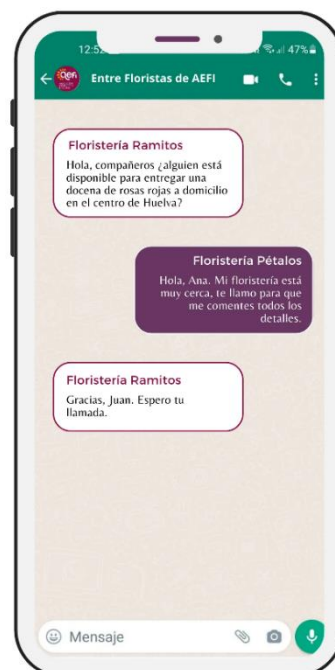 12:52
47%
aefi
Entre Floristas de AEFI
Floristería Ramitos
Hola, compañeros ¿alguien está
disponible para entregar una
docena de rosas rojas a domicilio
en el centro de Huelva?
Floristería Pétalos
Hola, Ana. Mi floristería está
muy cerca, te llamo para que
me comentes todos los
detalles.
Floristería Ramitos
Gracias, Juan. Espero tu
llamada.
Mensaje